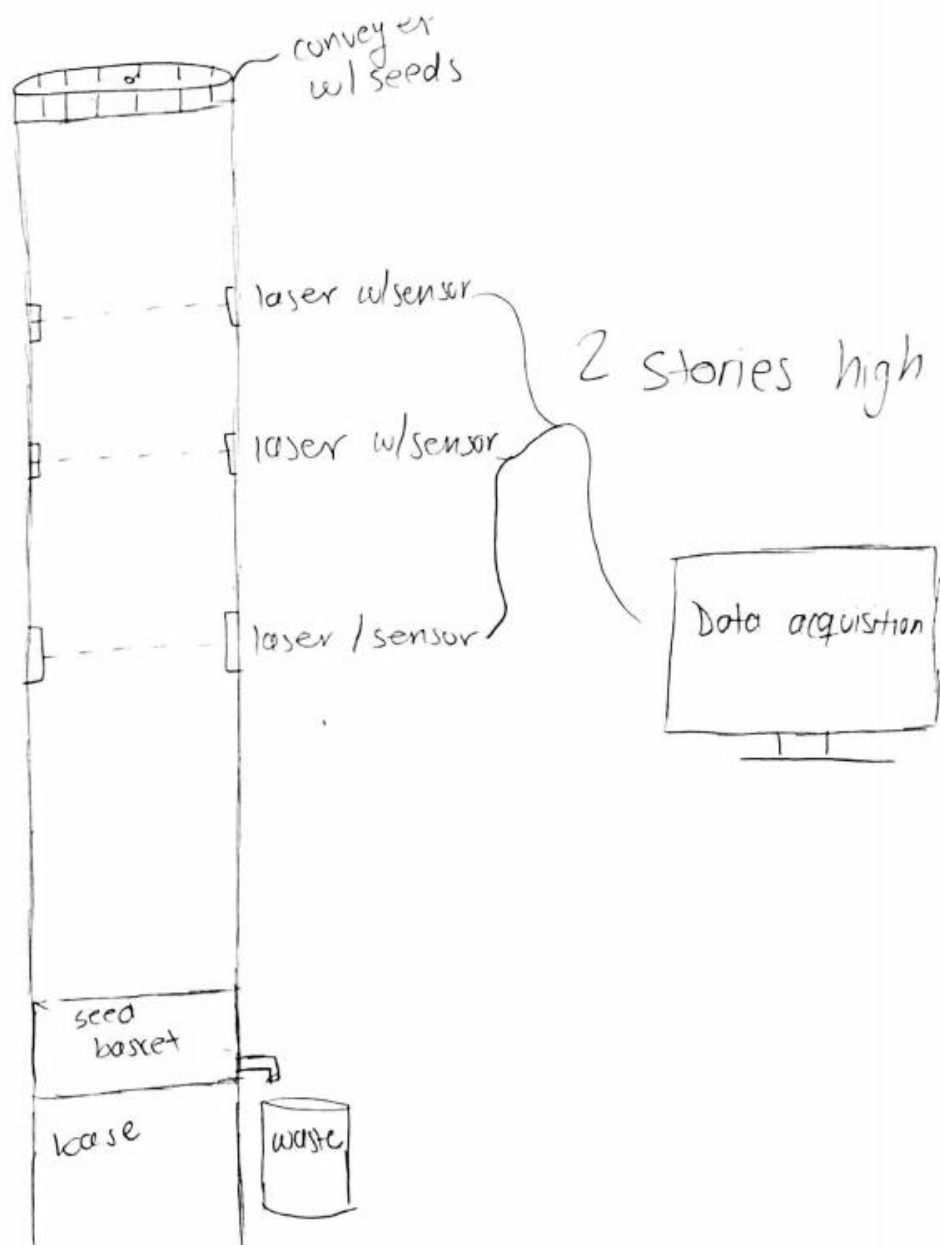 conveyer
w/ seeds
laser w/sensor
2 stories high
laser w/sensor
laser / sensor
Data acquisition
seed
basket
base
waste